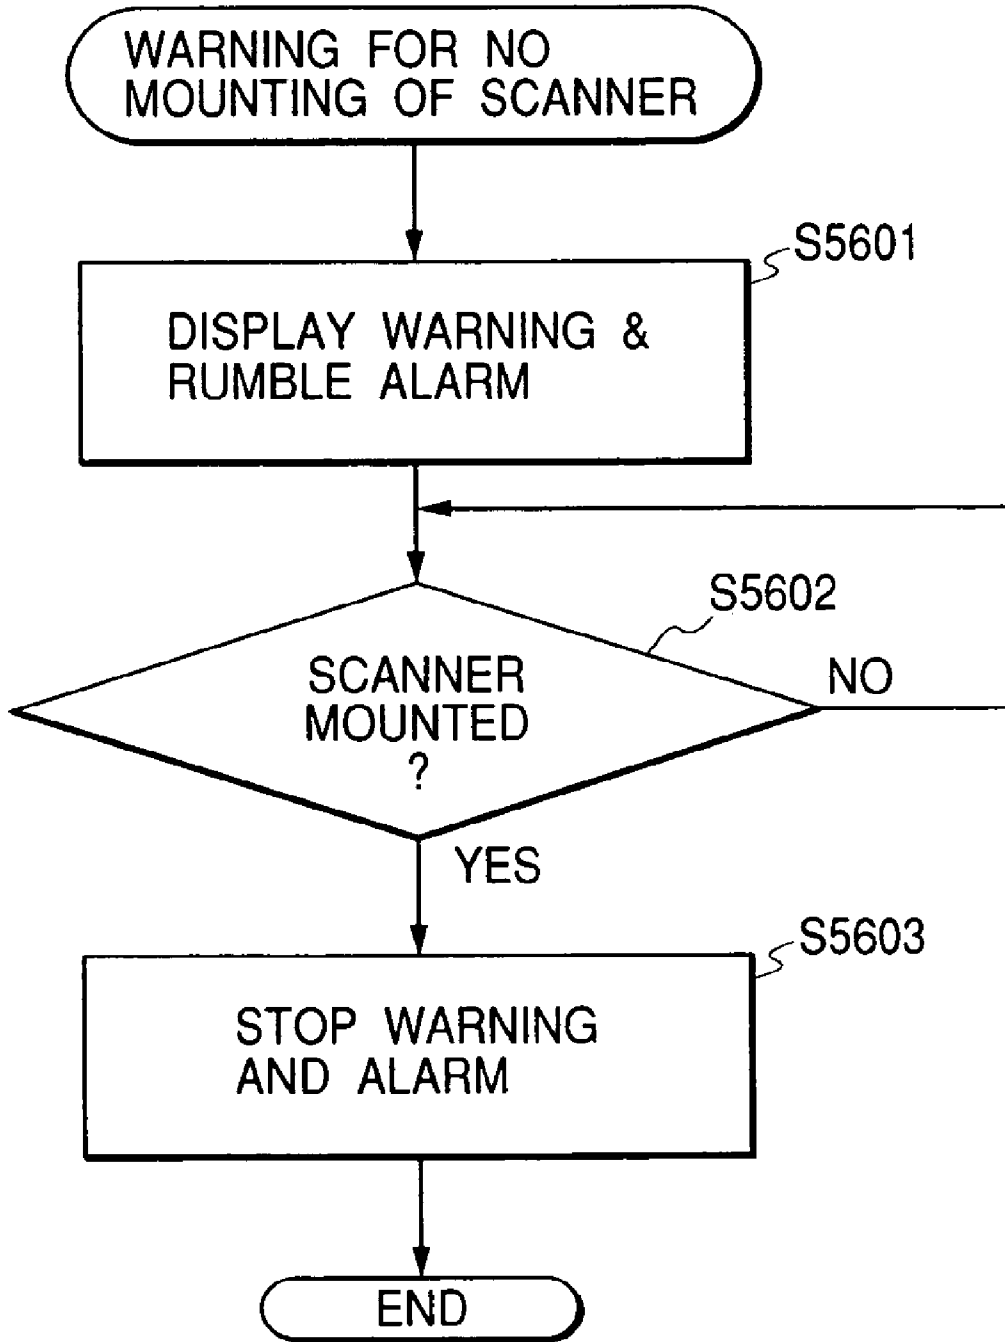 WARNING FOR NO
MOUNTING OF SCANNER
S5601
DISPLAY WARNING &
RUMBLE ALARM
S5602
SCANNER
MOUNTED
?
NO
YES
S5603
STOP WARNING
AND ALARM
END